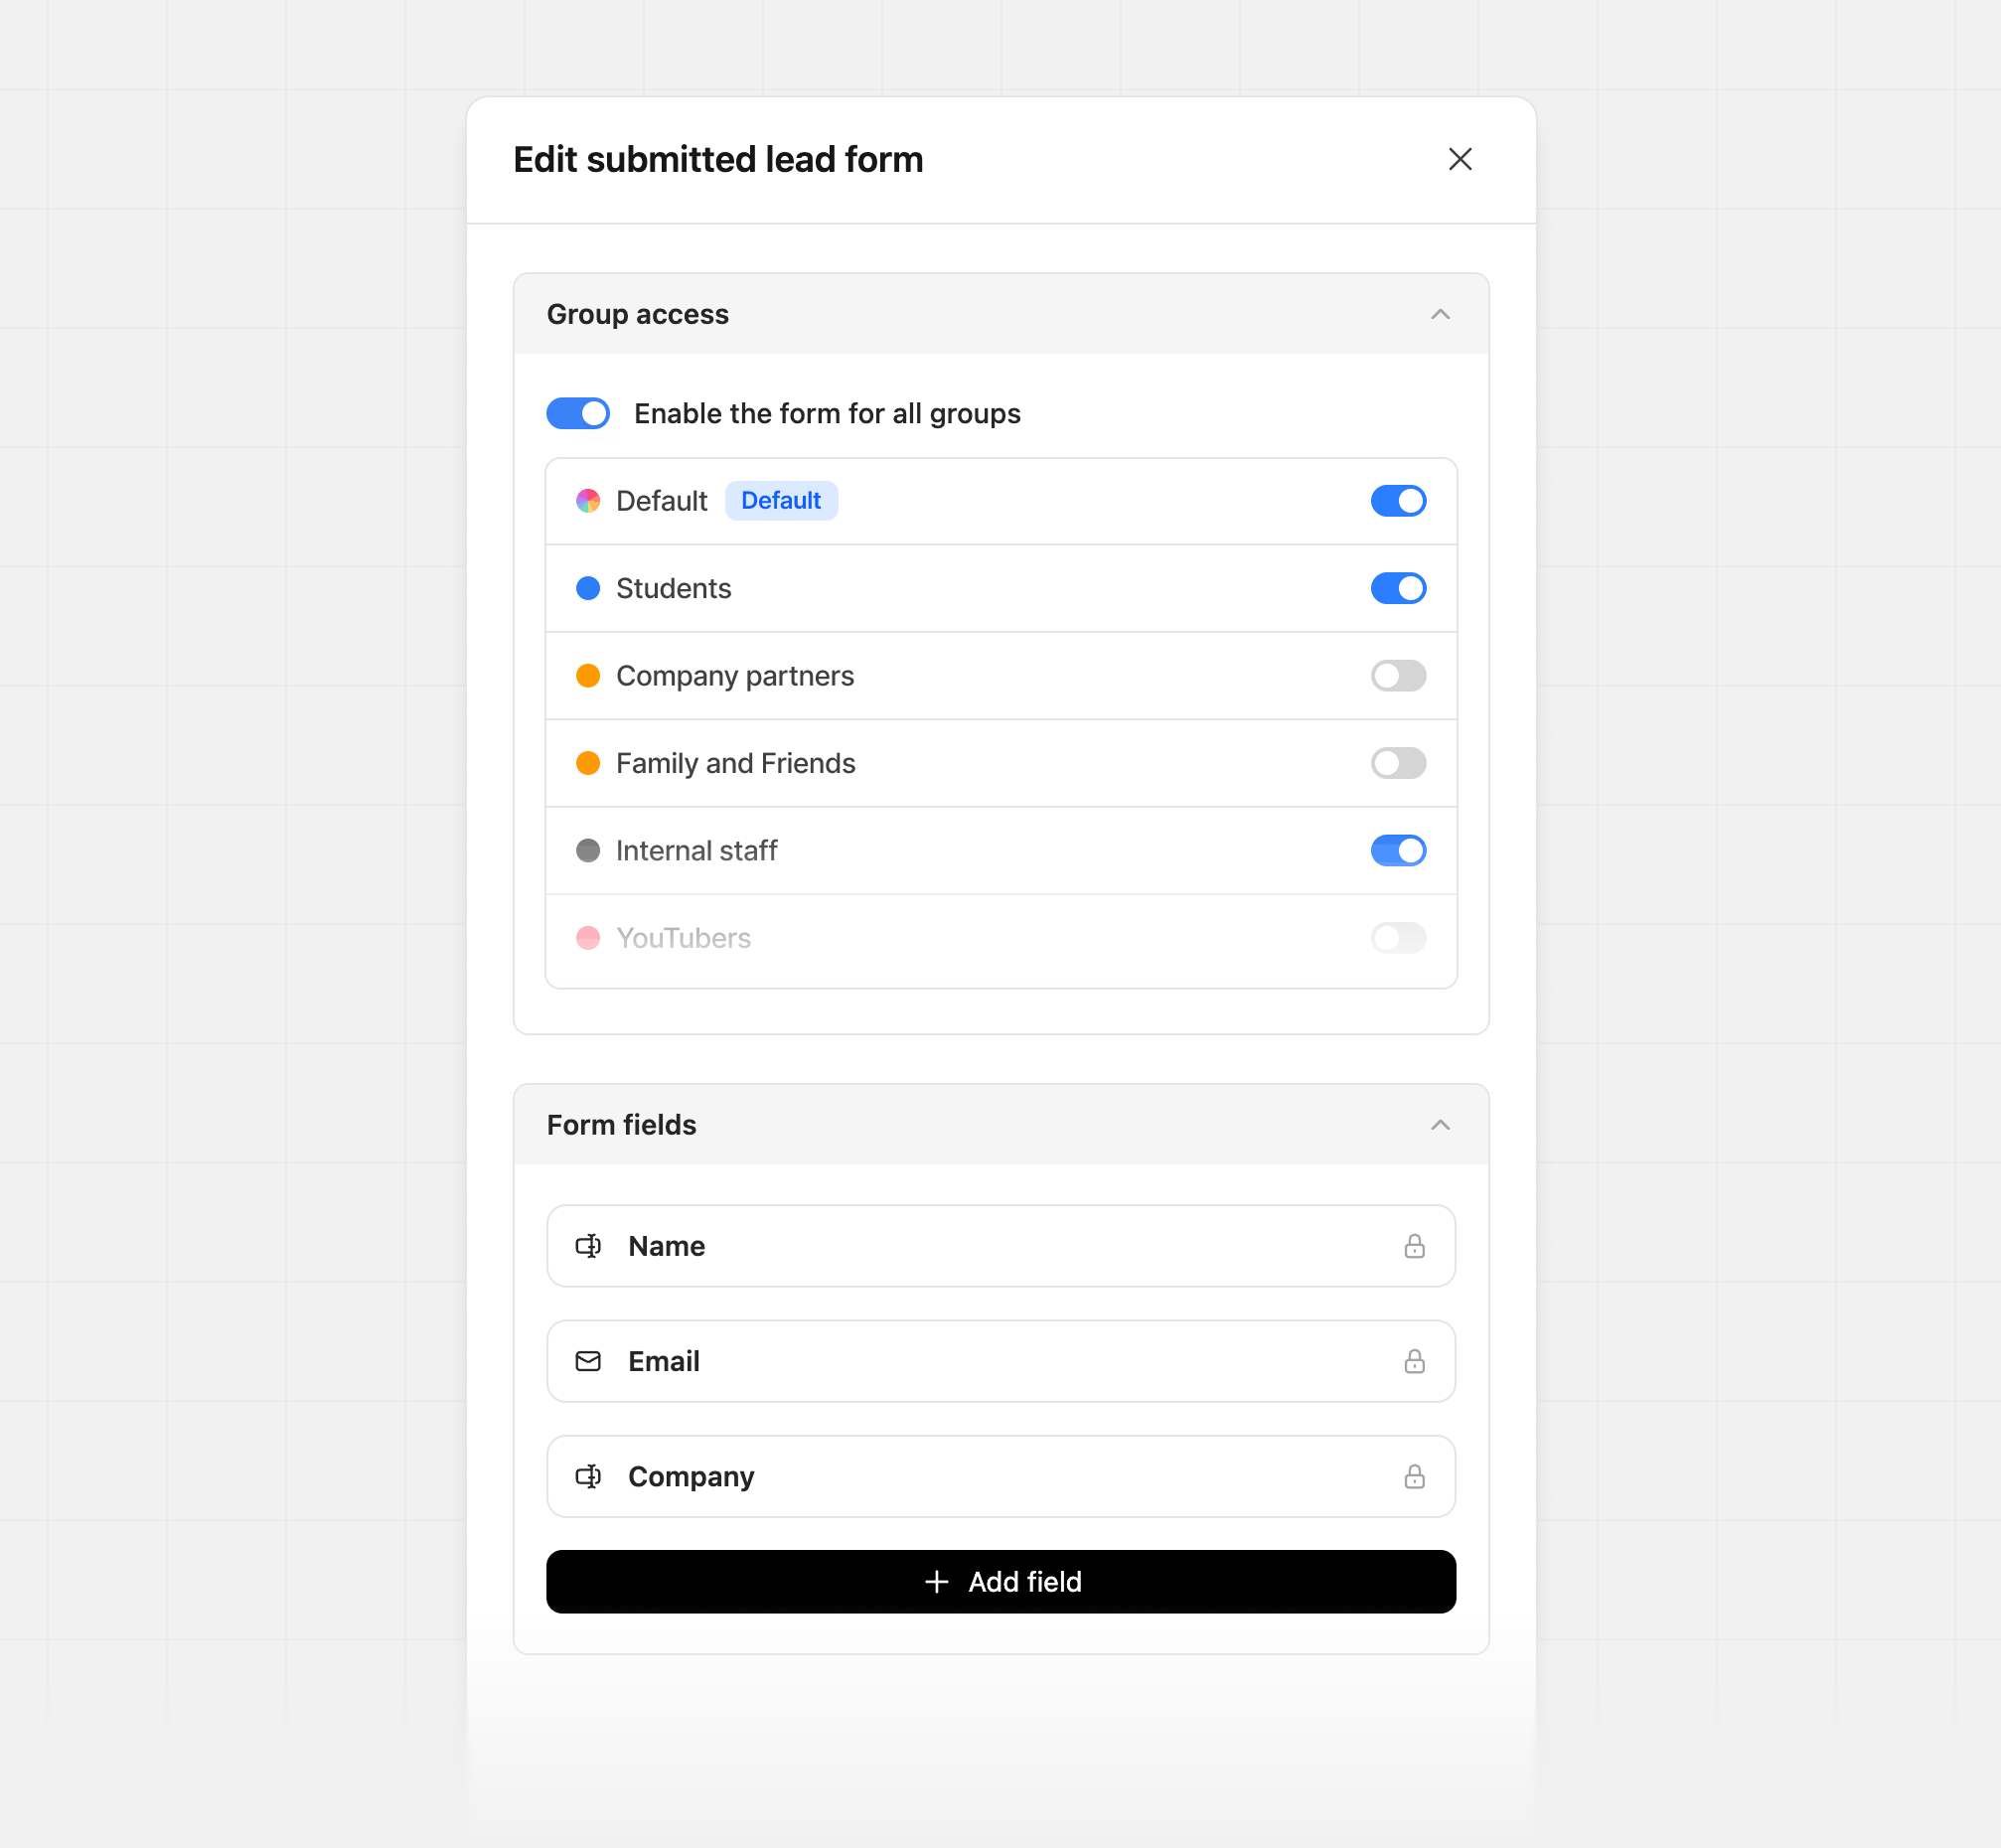 Edit submitted lead form
Group access
Enable the form for all groups
Default Default
Students
Company partners
Family and Friends
Internal staff
YouTubers
Form fields
Name
Email
Company
Add field